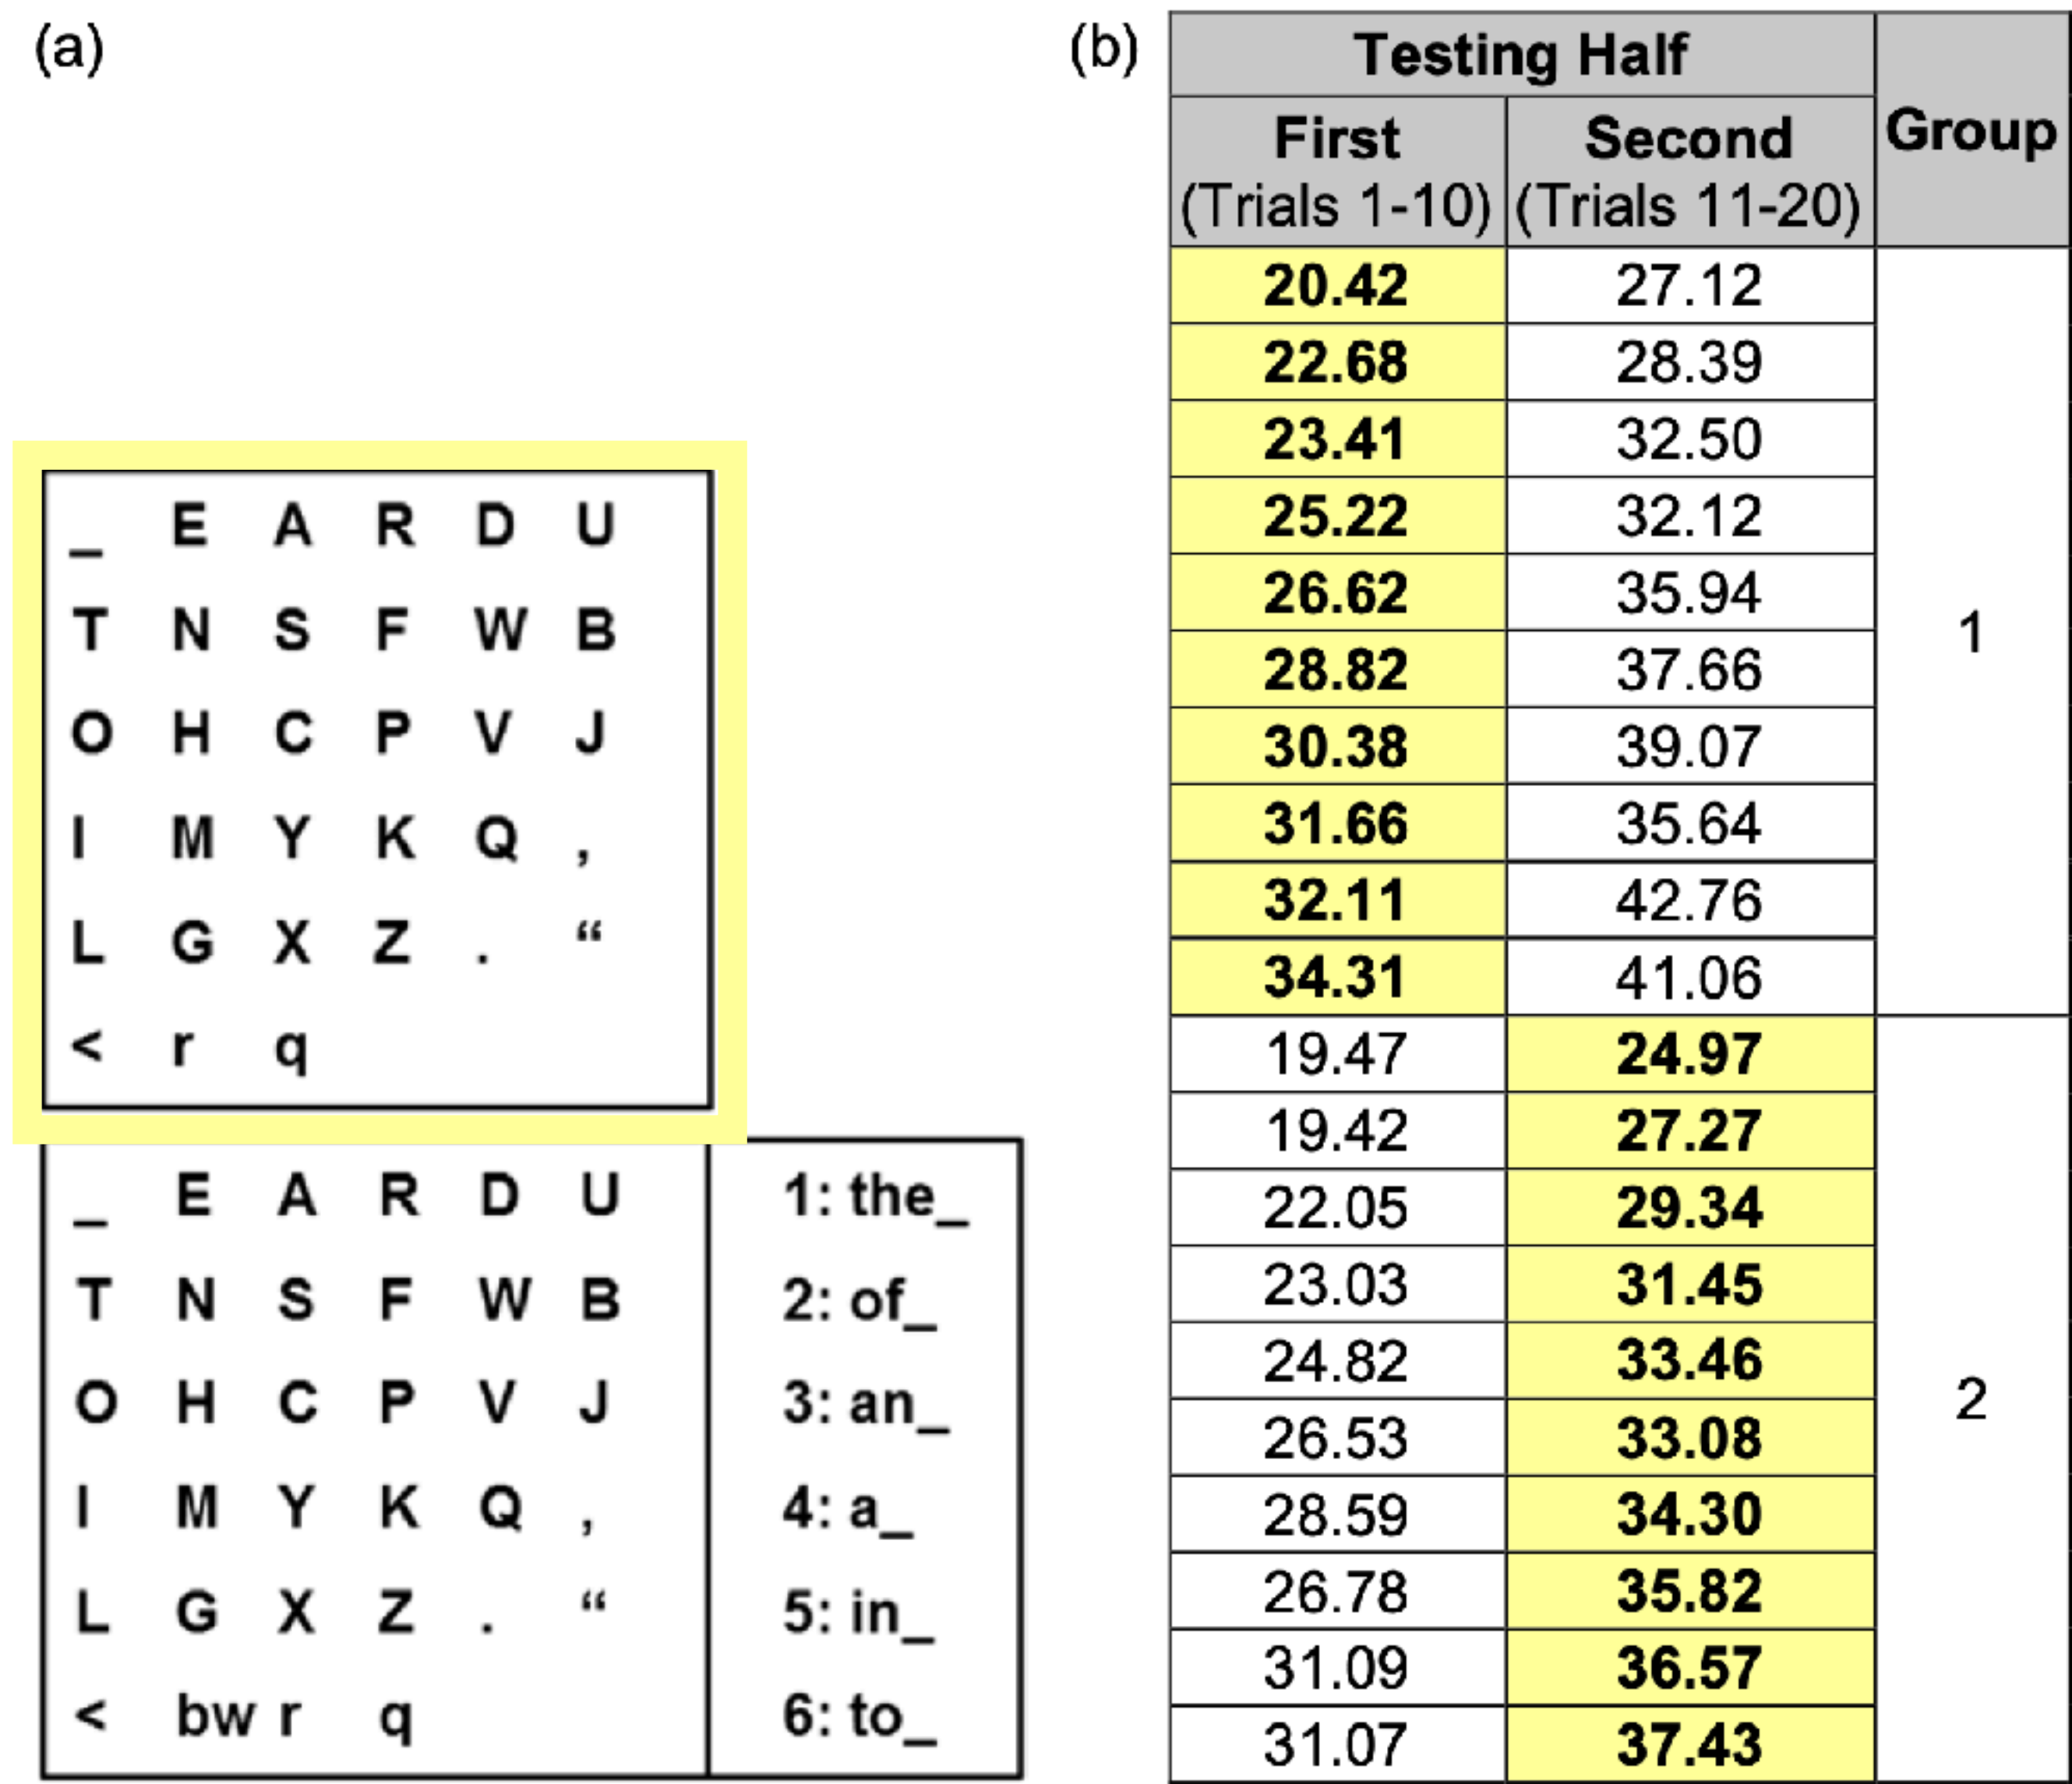 (a)
_ E A R D U
T N S F W B
O H C P V J
I M Y K Q ,
L G X Z . “
< r q
_ E A R D U 1: the_
T N S F W B 2: of_
O H C P V J 3: an_
I M Y K Q , 4: a_
L G X Z . “ 5: in_
< bw r q 6: to_
(b)
Testing Half
First Second Group
(Trials 1-10) (Trials 11-20)
20.42 27.12
22.68 28.39
23.41 32.50
25.22 32.12
26.62 35.94
1
28.82 37.66
30.38 39.07
31.66 35.64
32.11 42.76
34.31 41.06
19.47 24.97
19.42 27.27
22.05 29.34
23.03 31.45
24.82 33.46
2
26.53 33.08
28.59 34.30
26.78 35.82
31.09 36.57
31.07 37.43